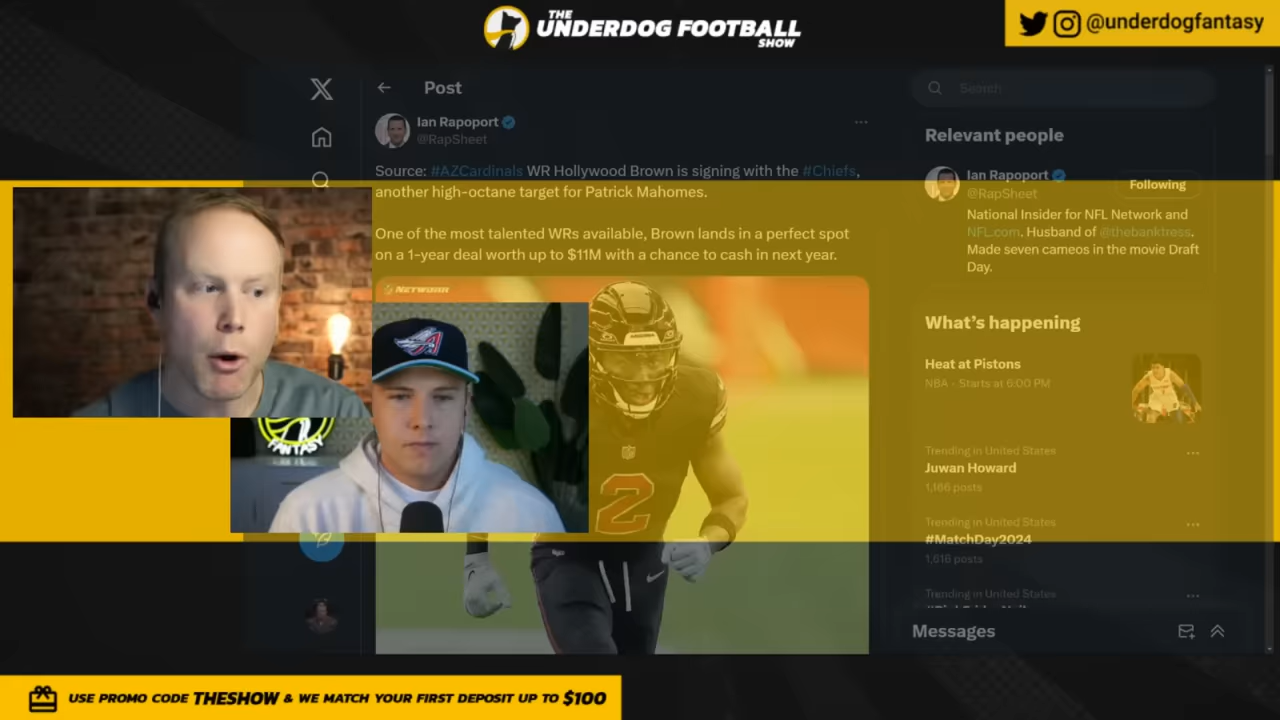 THE
UNDERDOG FOOTBALL
SHOW
@underdogfantasy
Post
Search
Ian Rapoport
@RapSheet
Source: #AZCardinals WR Hollywood Brown is signing with the #Chiefs,
another high-octane target for Patrick Mahomes.
One of the most talented WRs available, Brown lands in a perfect spot
on a 1-year deal worth up to $11M with a chance to cash in next year.
NETWORK
2
FANTASY
Relevant people
Ian Rapoport
@RapSheet
Following
National Insider for NFL Network and
NFL.com. Husband of @thebanktress.
Made seven cameos in the movie Draft
Day.
What's happening
Heat at Pistons
NBA · Starts at 6:00 PM
Trending in United States
Juwan Howard
1,166 posts
Trending in United States
#MatchDay2024
1,618 posts
Trending in United States
Messages
USE PROMO CODE THESHOW & WE MATCH YOUR FIRST DEPOSIT UP TO $100